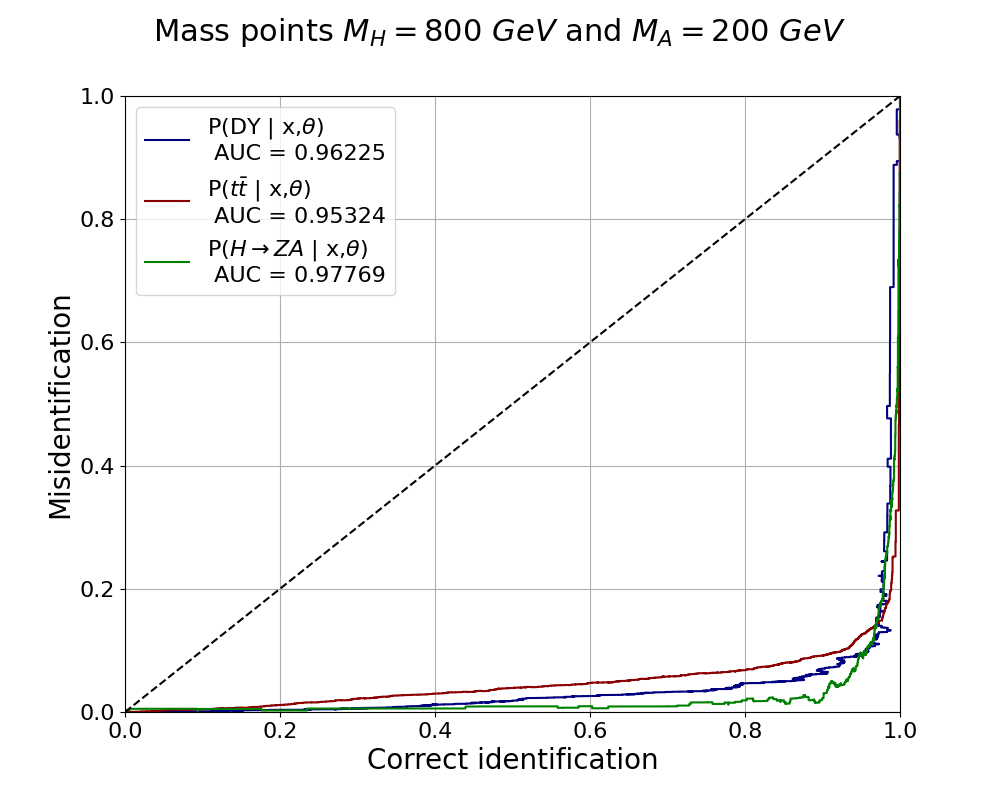 Mass points M_H = 800 GeV and M_A = 200 GeV
1.0
0.8
0.6
0.4
0.2
0.0
Misidentification
P(DY | x,θ)
AUC = 0.96225
P(tt̄ | x,θ)
AUC = 0.95324
P(H → ZA | x,θ)
AUC = 0.97769
0.0 0.2 0.4 0.6 0.8 1.0
Correct identification